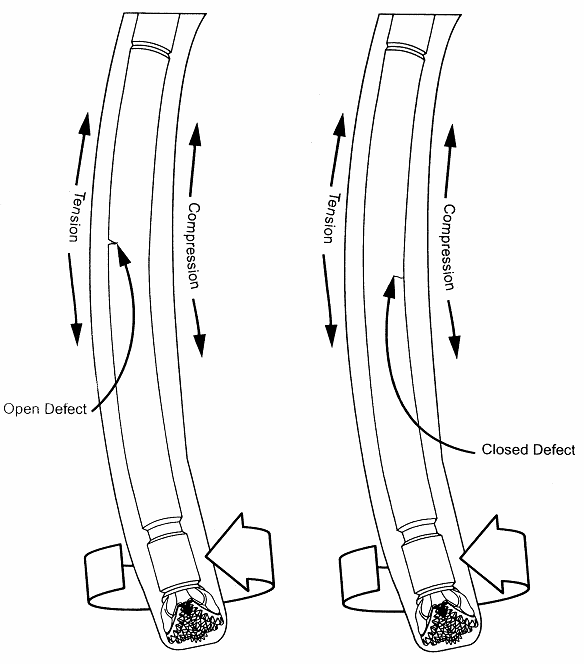 Tension
Compression
Open Defect
Tension
Compression
Closed Defect